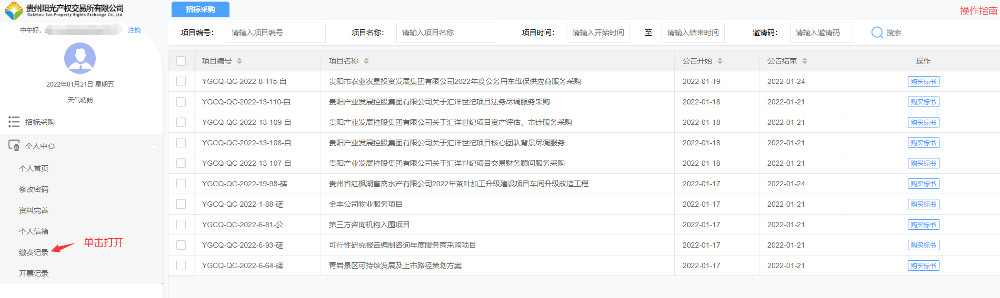 贵州阳光产权交易所有限公司
Guizhou Sun Property Rights Exchange Co.,Ltd.
中午好，
注销
2022年01月21日 星期五
天气晴朗
招标采购
个人中心
个人首页
修改密码
资料完善
个人信箱
缴费记录
单击打开
开票记录
招标采购
操作指南
项目编号： 请输入项目编号 项目名称： 请输入项目名称 项目时间： 请输入开始时间 至 请输入结束时间 邀请码： 请输入邀请码 搜索
项目编号 项目名称 公告开始 公告结束 操作
YGCQ-QC-2022-8-115-自 贵阳市农业农垦投资发展集团有限公司2022年度公务用车维保供应商服务采购 2022-01-19 2022-01-24 购买标书
YGCQ-QC-2022-13-110-自 贵阳产业发展控股集团有限公司关于汇洋世纪项目法务尽调服务采购 2022-01-18 2022-01-21 购买标书
YGCQ-QC-2022-13-109-自 贵阳产业发展控股集团有限公司关于汇洋世纪项目资产评估、审计服务采购 2022-01-18 2022-01-21 购买标书
YGCQ-QC-2022-13-108-自 贵阳产业发展控股集团有限公司关于汇洋世纪项目核心团队背景尽调服务 2022-01-18 2022-01-21 购买标书
YGCQ-QC-2022-13-107-自 贵阳产业发展控股集团有限公司关于汇洋世纪项目交易财务顾问服务采购 2022-01-18 2022-01-21 购买标书
YGCQ-QC-2022-19-98-磋 贵州省红枫湖畜禽水产有限公司2022年茶叶加工升级建设项目车间升级改造工程 2022-01-17 2022-01-24 购买标书
YGCQ-QC-2022-1-88-磋 金丰公司物业服务项目 2022-01-17 2022-01-21 购买标书
YGCQ-QC-2022-6-81-公 第三方咨询机构入围项目 2022-01-17 2022-01-21 购买标书
YGCQ-QC-2022-6-93-磋 可行性研究报告编制咨询年度服务商采购项目 2022-01-17 2022-01-21 购买标书
YGCQ-QC-2022-6-64-磋 青岩景区可持续发展及上市路径策划方案 2022-01-17 2022-01-21 购买标书